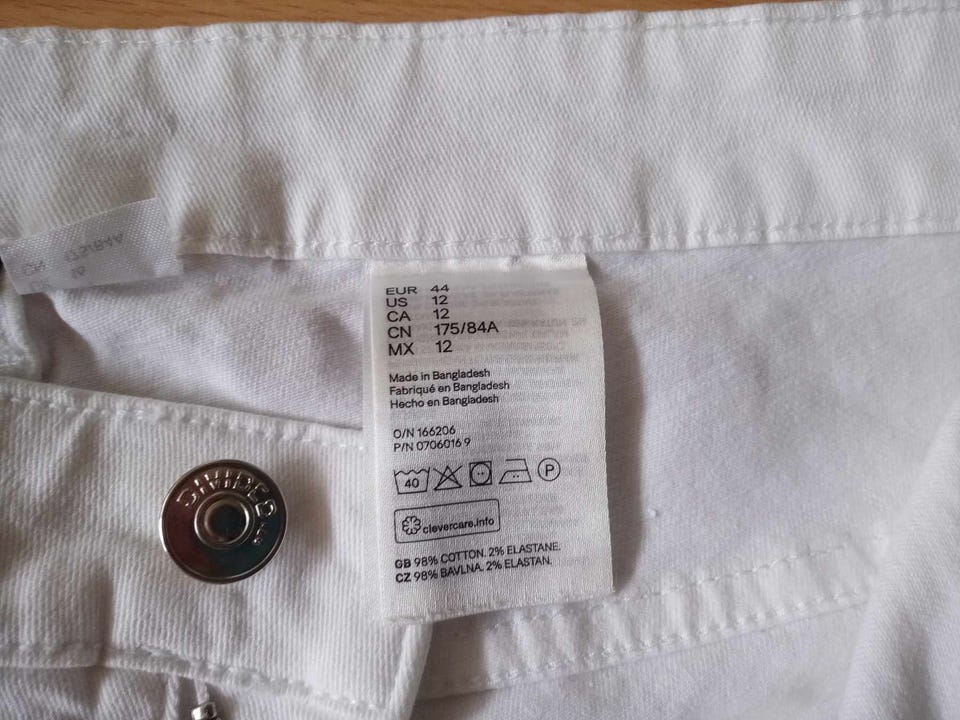 EUR 44
US 12
CA 12
CN 175/84A
MX 12
Made in Bangladesh
Fabriqué en Bangladesh
Hecho en Bangladesh
O/N 166206
P/N 0706016 9
40
P
clevercare.info
GB 98% COTTON. 2% ELASTANE.
CZ 98% BAVLNA. 2% ELASTAN.
DIVIDED